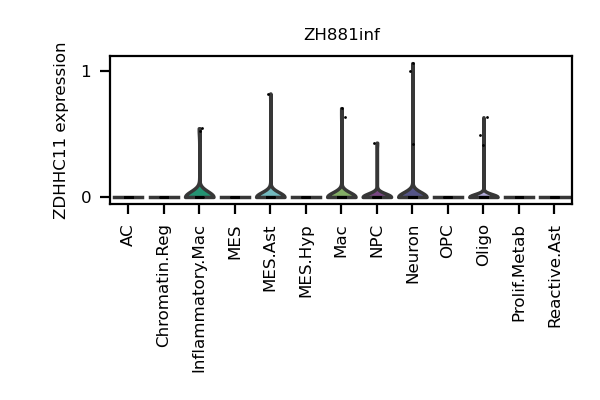 ZH881inf
ZDHHC11 expression
1
0
AC
Chromatin.Reg
Inflammatory.Mac
MES
MES.Ast
MES.Hyp
Mac
NPC
Neuron
OPC
Oligo
Prolif.Metab
Reactive.Ast